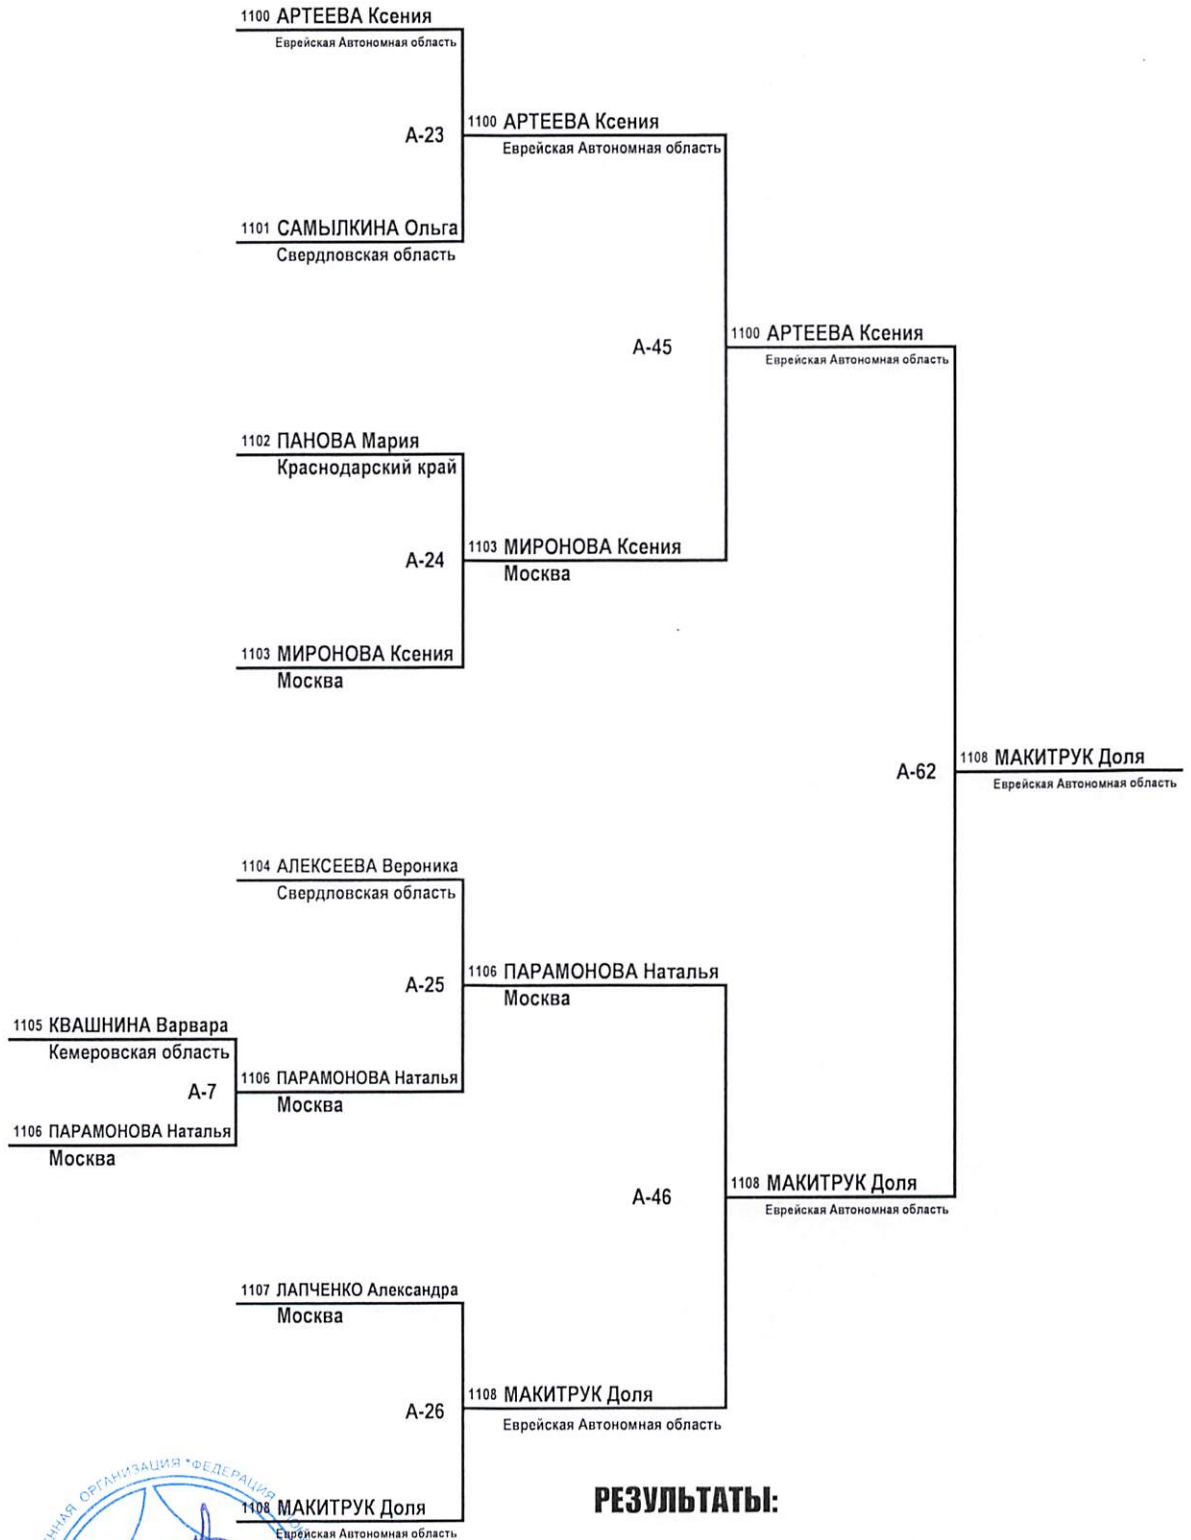 1100 АРТЕЕВА Ксения
Еврейская Автономная область
А-23
1100 АРТЕЕВА Ксения
Еврейская Автономная область
1101 САМЫЛКИНА Ольга
Свердловская область
А-45
1100 АРТЕЕВА Ксения
Еврейская Автономная область
1102 ПАНОВА Мария
Краснодарский край
А-24
1103 МИРОНОВА Ксения
Москва
1103 МИРОНОВА Ксения
Москва
А-62
1108 МАКИТРУК Доля
Еврейская Автономная область
1104 АЛЕКСЕЕВА Вероника
Свердловская область
А-25
1106 ПАРАМОНОВА Наталья
Москва
1105 КВАШНИНА Варвара
Кемеровская область
А-7
1106 ПАРАМОНОВА Наталья
Москва
1106 ПАРАМОНОВА Наталья
Москва
А-46
1108 МАКИТРУК Доля
Еврейская Автономная область
1107 ЛАПЧЕНКО Александра
Москва
А-26
1108 МАКИТРУК Доля
Еврейская Автономная область
ОРГАНИЗАЦИЯ "ФЕДЕРАЦИЯ
1108 МАКИТРУК Доля
Еврейская Автономная область
РЕЗУЛЬТАТЫ: